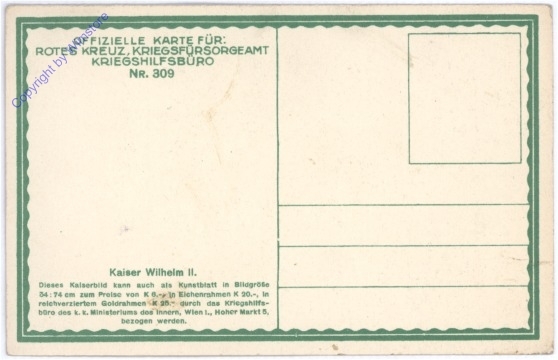 OFFIZIELLE KARTE FÜR:
ROTES KREUZ, KRIEGSFÜRSORGEAMT
KRIEGSHILFSBÜRO
NR. 309
Kaiser Wilhelm II.
Dieses Kaiserbild kann auch als Kunstblatt in Bildgröße
54 : 74 cm zum Preise von K 6.-, in Eichenrahmen K 20.-, in
reichverziertem Goldrahmen K 25.- durch das Kriegshilfs-
büro des k. k. Ministeriums des Innern, Wien I., Hoher Markt 5,
bezogen werden.
Copyright by